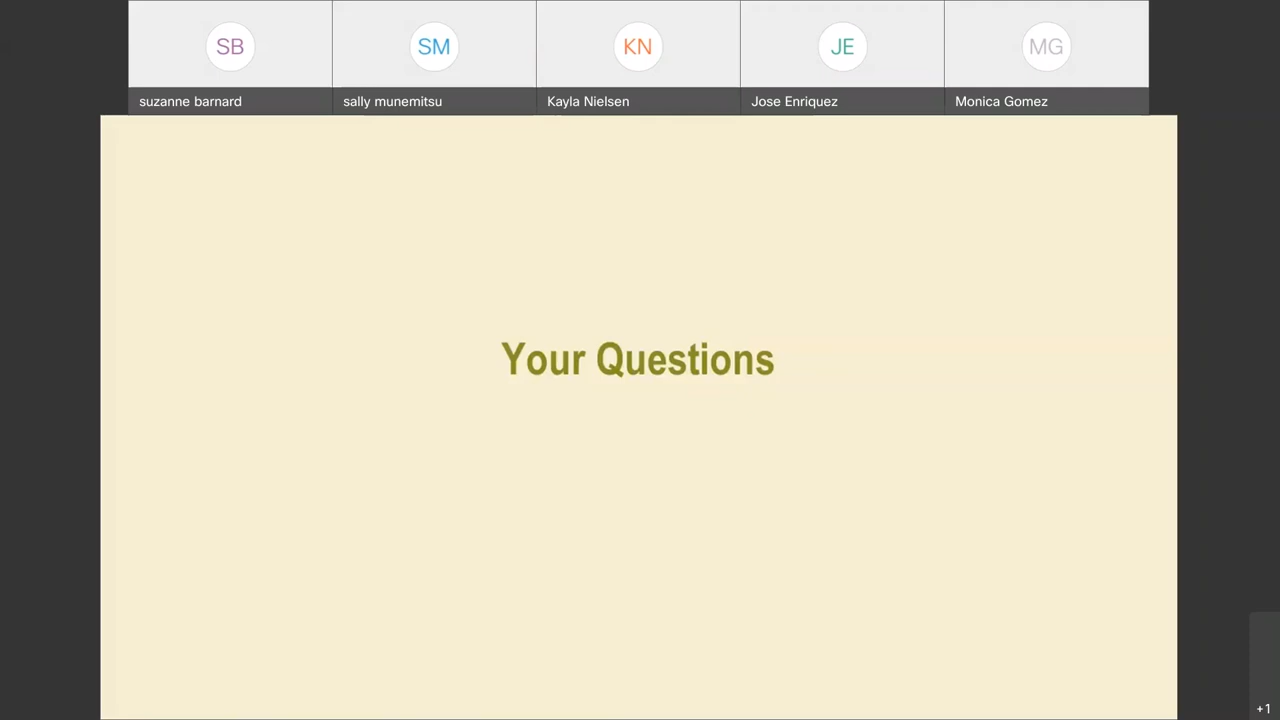 SB
SM
KN
JE
MG
suzanne barnard
sally munemitsu
Kayla Nielsen
Jose Enriquez
Monica Gomez
Your Questions
+1